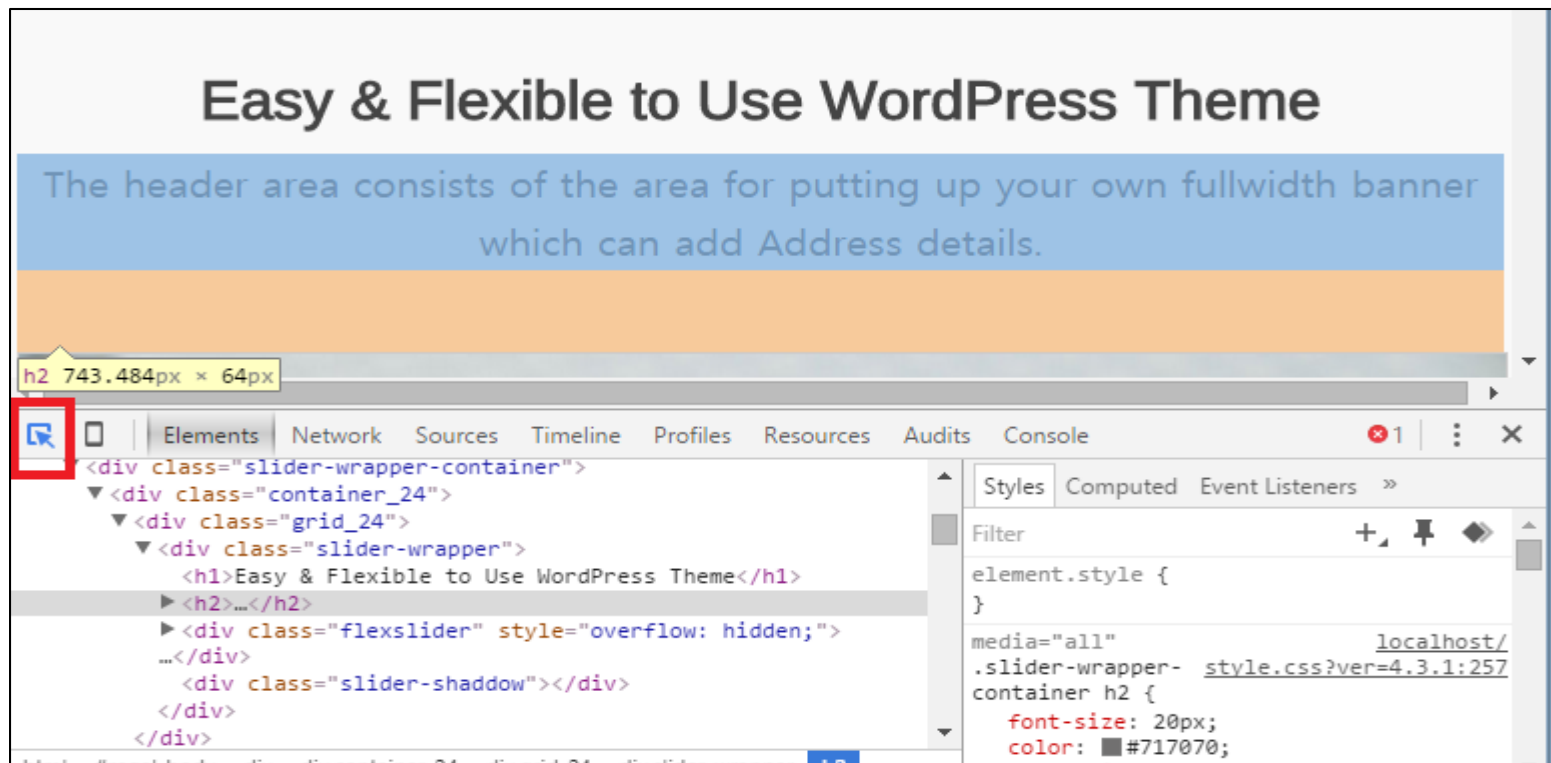 Easy & Flexible to Use WordPress Theme
The header area consists of the area for putting up your own fullwidth banner
which can add Address details.
h2 743.484px × 64px
Elements Network Sources Timeline Profiles Resources Audits Console 1
<div class="slider-wrapper-container">
<div class="container_24">
<div class="grid_24">
<div class="slider-wrapper">
<h1>Easy & Flexible to Use WordPress Theme</h1>
<h2>…</h2>
<div class="flexslider" style="overflow: hidden;">
…</div>
<div class="slider-shaddow"></div>
</div>
</div>
Styles Computed Event Listeners »
Filter
element.style {
}
media="all" localhost/
.slider-wrapper- style.css?ver=4.3.1:257
container h2 {
font-size: 20px;
color: #717070;